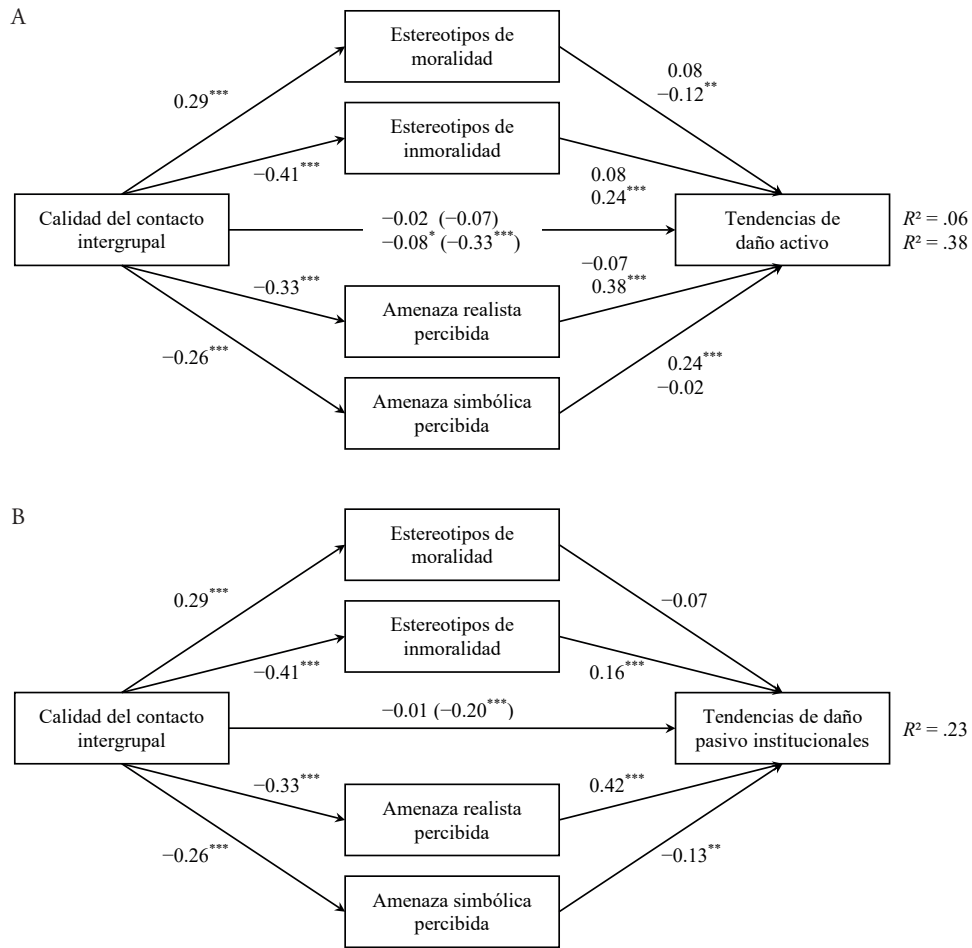 A
Estereotipos de
moralidad
0.29***
0.08
−0.12**
Estereotipos de
inmoralidad
−0.41***
0.08
0.24***
Calidad del contacto
intergrupal
−0.02 (−0.07)
−0.08* (−0.33***)
Tendencias de
daño activo
R² = .06
R² = .38
−0.33***
−0.07
0.38***
Amenaza realista
percibida
−0.26***
0.24***
−0.02
Amenaza simbólica
percibida
B
Estereotipos de
moralidad
0.29***
−0.07
Estereotipos de
inmoralidad
−0.41***
0.16***
Calidad del contacto
intergrupal
−0.01 (−0.20***)
Tendencias de daño
pasivo institucionales
R² = .23
−0.33***
0.42***
Amenaza realista
percibida
−0.26***
−0.13**
Amenaza simbólica
percibida